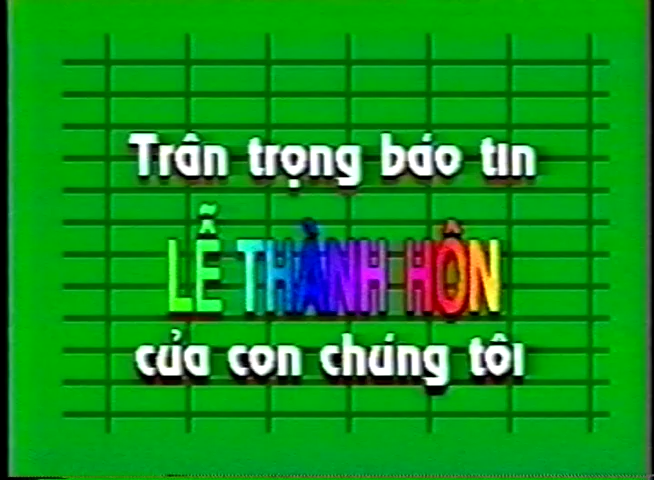 Trân trọng báo tin
LỄ THÀNH HÔN
của con chúng tôi